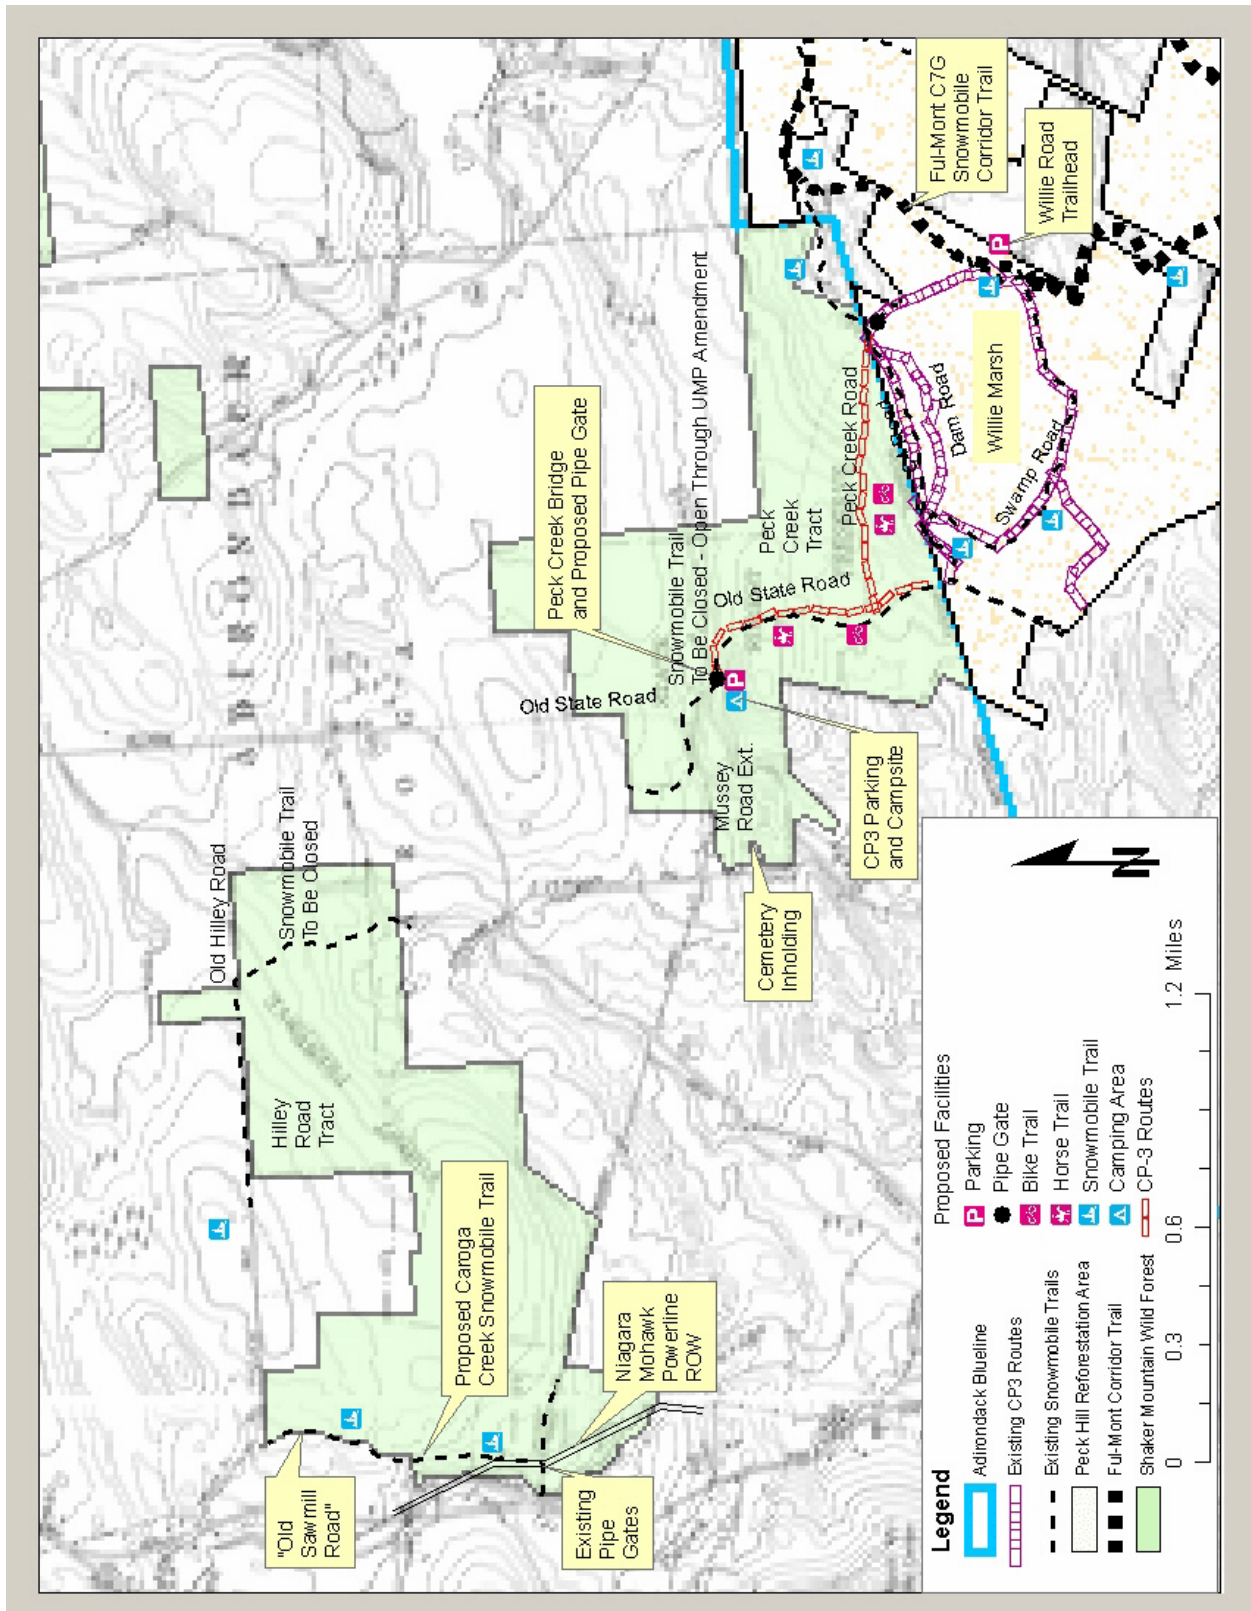 "Old
Sawmill
Road"
Proposed Caroga
Creek Snowmobile Trail
Existing
Pipe
Gates
Niagara
Mohawk
Powerline
ROW
Hilley
Road
Tract
Old Hilley Road
Snowmobile Trail
To Be Closed
ADIRONDACK
Cemetery
Inholding
Mussey
Road Ext.
CP3 Parking
and Campsite
Old State Road
Peck Creek Bridge
and Proposed Pipe Gate
Snowmobile Trail
To Be Closed - Open Through UMP Amendment
Old State Road
Peck
Creek
Tract
Peck Creek Road
Dam Road
Swamp Road
Willie Marsh
Ful-Mont C7G
Snowmobile
Corridor Trail
Willie Road
Trailhead
P
P
Legend
Adirondack Blueline
Existing CP3 Routes
Existing Snowmobile Trails
Peck Hill Reforestation Area
Ful-Mont Corridor Trail
Shaker Mountain Wild Forest
Proposed Facilities
P Parking
Pipe Gate
Bike Trail
Horse Trail
Snowmobile Trail
Camping Area
CP-3 Routes
0 0.3 0.6 1.2 Miles
N